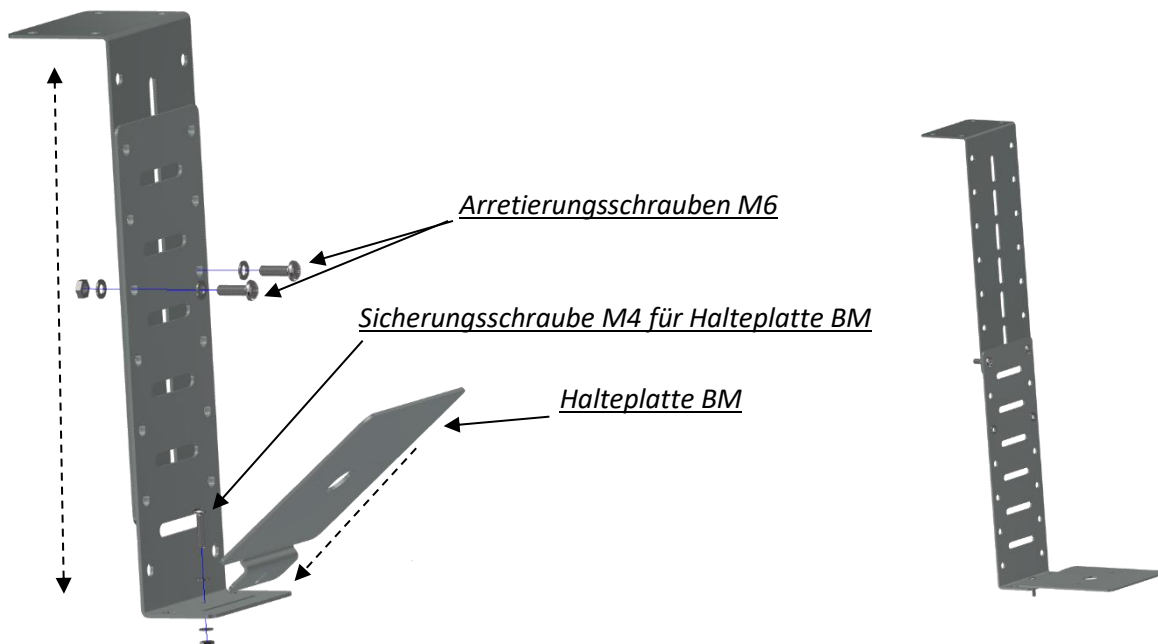 Arretierungsschrauben M6
Sicherungsschraube M4 für Halteplatte BM
Halteplatte BM